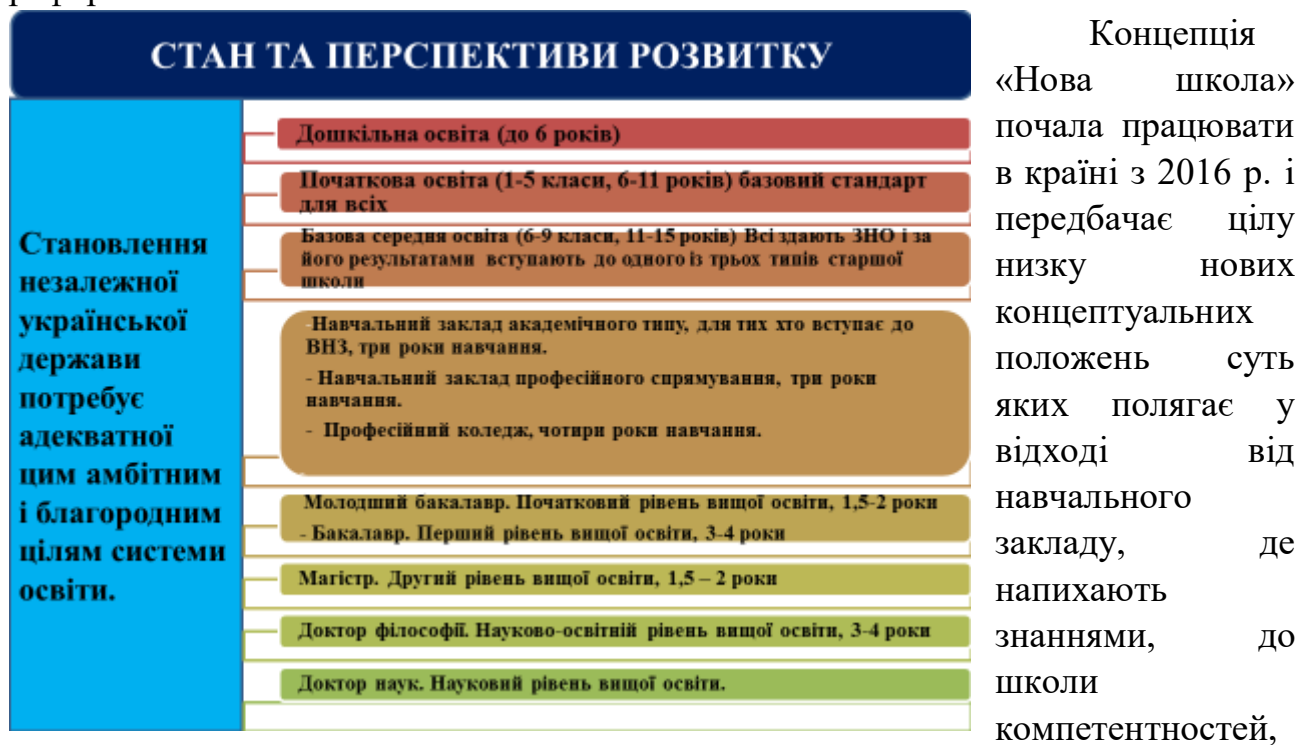 СТАН ТА ПЕРСПЕКТИВИ РОЗВИТКУ
Становлення
незалежної
української
держави
потребує
адекватної
цим амбітним
і благородним
цілям системи
освіти.
Дошкільна освіта (до 6 років)
Початкова освіта (1-5 класи, 6-11 років) базовий стандарт
для всіх
Базова середня освіта (6-9 класи, 11-15 років) Всі здають ЗНО і за
його результатами вступають до одного із трьох типів старшої
школи
-Навчальний заклад академічного типу, для тих хто вступає до
ВНЗ, три роки навчання.
- Навчальний заклад професійного спрямування, три роки
навчання.
- Професійний коледж, чотири роки навчання.
Молодший бакалавр. Початковий рівень вищої освіти, 1,5-2 роки
- Бакалавр. Перший рівень вищої освіти, 3-4 роки
Магістр. Другий рівень вищої освіти, 1,5 – 2 роки
Доктор філософії. Науково-освітній рівень вищої освіти, 3-4 роки
Доктор наук. Науковий рівень вищої освіти.
Концепція
«Нова школа»
почала працювати
в країні з 2016 р. і
передбачає цілу
низку нових
концептуальних
положень суть
яких полягає у
відході від
навчального
закладу, де
напихають
знаннями, до
школи
компетентностей,